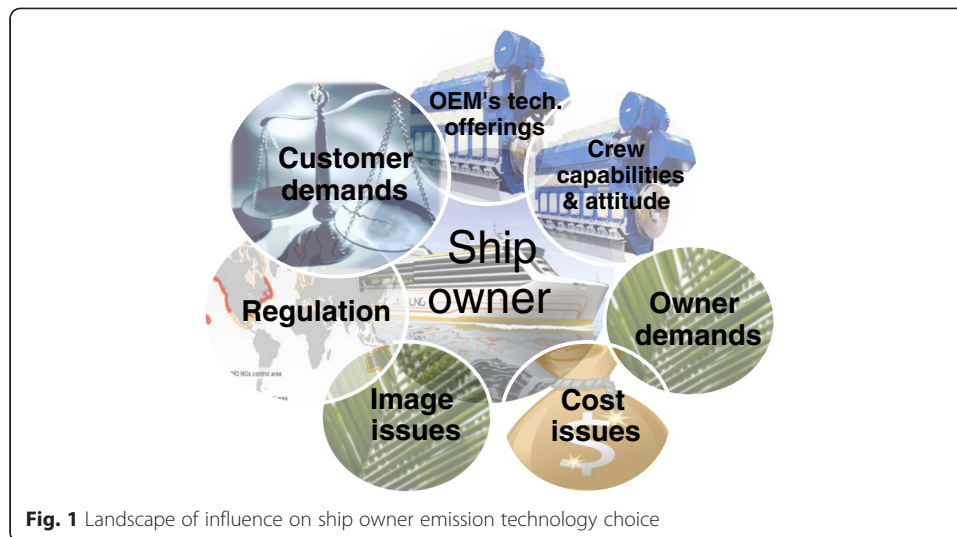 OEM's tech.
offerings
Customer
demands
Crew
capabilities
& attitude
Ship
owner
LNG
Regulation
Owner
demands
Image
issues
Cost
issues
$
Fig. 1 Landscape of influence on ship owner emission technology choice